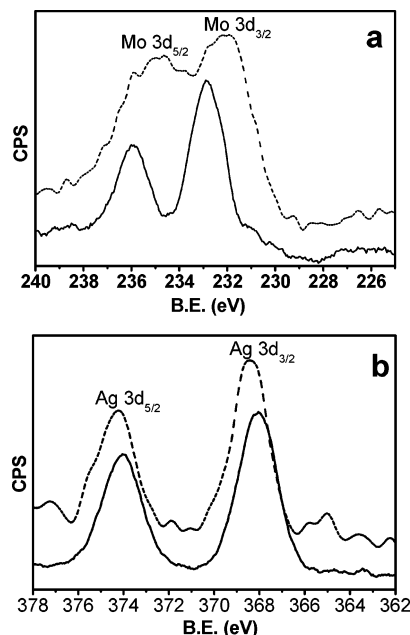 a
Mo 3d3/2
Mo 3d5/2
CPS
240 238 236 234 232 230 228 226
B.E. (eV)
b
Ag 3d3/2
Ag 3d5/2
CPS
378 376 374 372 370 368 366 364 362
B.E. (eV)